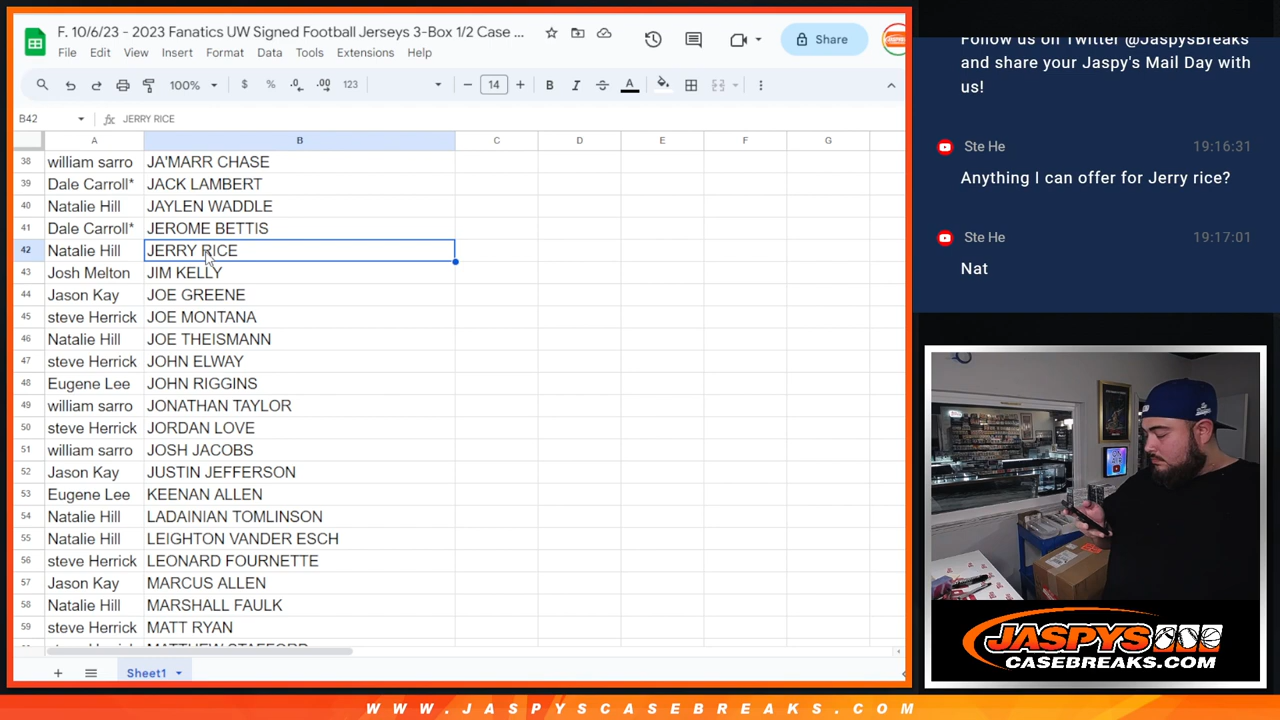 F. 10/6/23 - 2023 Fanatics UW Signed Football Jerseys 3-Box 1/2 Case ...
File Edit View Insert Format Data Tools Extensions Help
Share
100% $ % .0 .00 123 14 B I A
B42 fx JERRY RICE
A B C D E F G
38 william sarro JA'MARR CHASE
39 Dale Carroll* JACK LAMBERT
40 Natalie Hill JAYLEN WADDLE
41 Dale Carroll* JEROME BETTIS
42 Natalie Hill JERRY RICE
43 Josh Melton JIM KELLY
44 Jason Kay JOE GREENE
45 steve Herrick JOE MONTANA
46 Natalie Hill JOE THEISMANN
47 steve Herrick JOHN ELWAY
48 Eugene Lee JOHN RIGGINS
49 william sarro JONATHAN TAYLOR
50 steve Herrick JORDAN LOVE
51 william sarro JOSH JACOBS
52 Jason Kay JUSTIN JEFFERSON
53 Eugene Lee KEENAN ALLEN
54 Natalie Hill LADAINIAN TOMLINSON
55 Natalie Hill LEIGHTON VANDER ESCH
56 steve Herrick LEONARD FOURNETTE
57 Jason Kay MARCUS ALLEN
58 Natalie Hill MARSHALL FAULK
59 steve Herrick MATT RYAN
Sheet1
Follow us on Twitter @JaspysBreaks
and share your Jaspy's Mail Day with
us!
Ste He 19:16:31
Anything I can offer for Jerry rice?
Ste He 19:17:01
Nat
JASPYS
CASEBREAKS.COM
WWW.JASPYSCASEBREAKS.COM